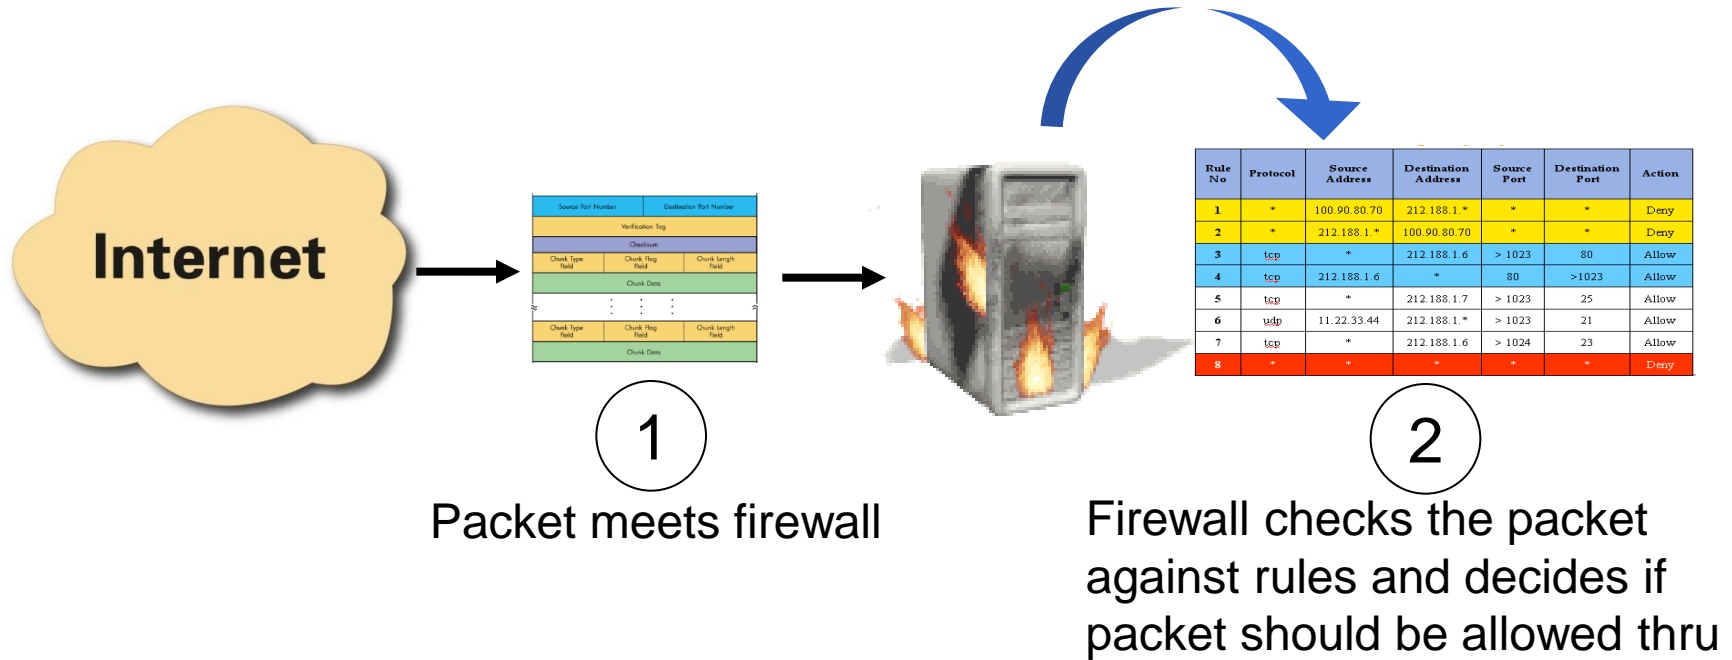 Internet
Source Port Number Destination Port Number
Verification Tag
Checksum
Chunk Type Field Chunk Flag Field Chunk Length Field
Chunk Data
Chunk Type Field Chunk Flag Field Chunk Length Field
Chunk Data
1
Packet meets firewall
Rule No Protocol Source Address Destination Address Source Port Destination Port Action
1 * 100.90.80.70 212.188.1.* * * Deny
2 * 212.188.1.* 100.90.80.70 * * Deny
3 tcp * 212.188.1.6 > 1023 80 Allow
4 tcp 212.188.1.6 * 80 >1023 Allow
5 tcp * 212.188.1.7 > 1023 25 Allow
6 udp 11.22.33.44 212.188.1.* > 1023 21 Allow
7 tcp * 212.188.1.6 > 1024 23 Allow
8 * * * * * Deny
2
Firewall checks the packet
against rules and decides if
packet should be allowed thru